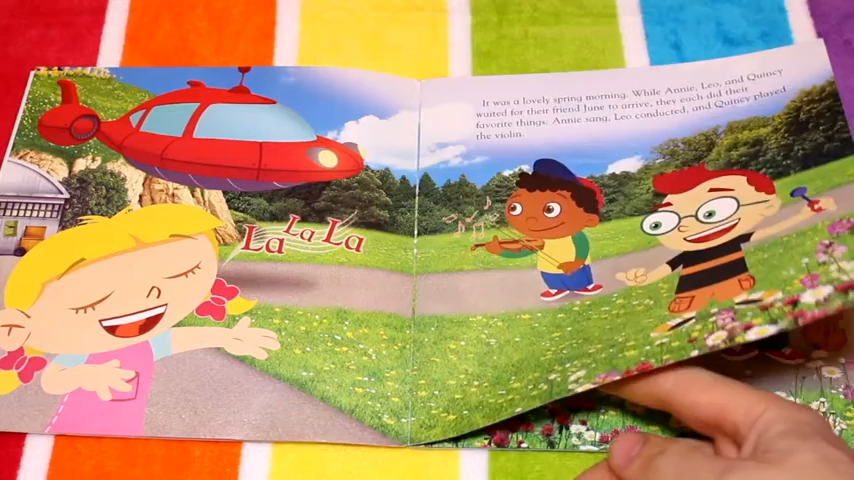 La La La
It was a lovely spring morning. While Annie, Leo, and Quincy
waited for their friend June to arrive, they each did their
favorite things. Annie sang, Leo conducted, and Quincy played
the violin.